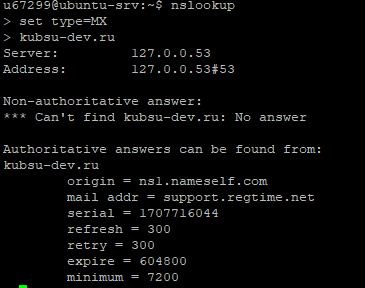 u67299@ubuntu-srv:~$ nslookup
> set type=MX
> kubsu-dev.ru
Server:         127.0.0.53
Address:        127.0.0.53#53

Non-authoritative answer:
*** Can't find kubsu-dev.ru: No answer

Authoritative answers can be found from:
kubsu-dev.ru
        origin = ns1.nameself.com
        mail addr = support.regtime.net
        serial = 1707716044
        refresh = 300
        retry = 300
        expire = 604800
        minimum = 7200